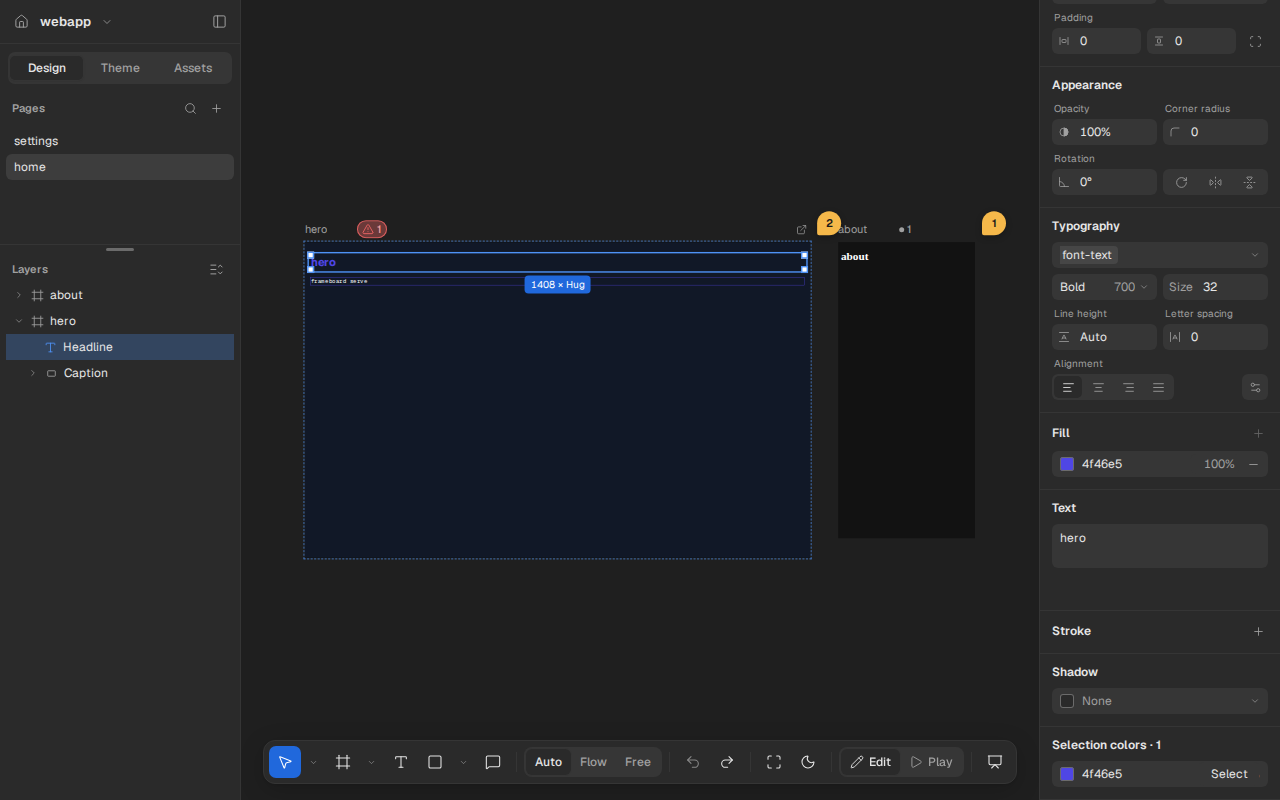 webapp
Design
Theme
Assets
Pages
settings
home
Layers
about
hero
Headline
Caption
hero
1
2
about
1
1
hero
frameboard serve
1408 × Hug
about
Auto
Flow
Free
Edit
Play
Padding
0
0
Appearance
Opacity
Corner radius
100%
0
Rotation
0°
Typography
font-text
Bold
700
Size
32
Line height
Letter spacing
Auto
0
Alignment
Fill
4f46e5
100%
Text
hero
Stroke
Shadow
None
Selection colors · 1
4f46e5
Select